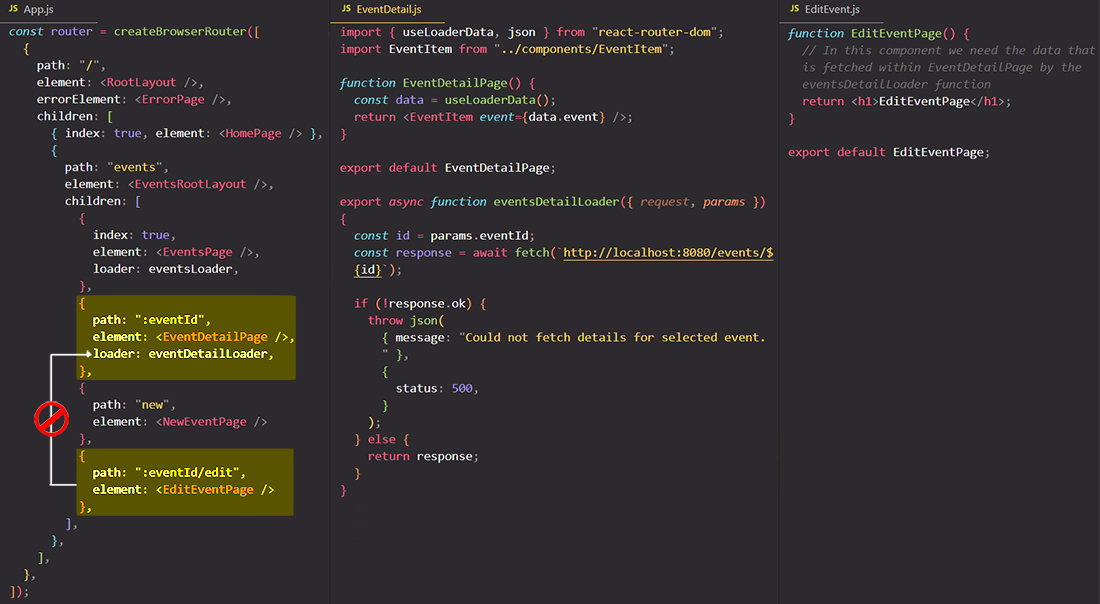 JS App.js
const router = createBrowserRouter([
{
path: "/",
element: <RootLayout />,
errorElement: <ErrorPage />,
children: [
{ index: true, element: <HomePage /> },
{
path: "events",
element: <EventsRootLayout />,
children: [
{
index: true,
element: <EventsPage />,
loader: eventsLoader,
},
{
path: ":eventId",
element: <EventDetailPage />,
loader: eventDetailLoader,
},
{
path: "new",
element: <NewEventPage />
},
{
path: ":eventId/edit",
element: <EditEventPage />
},
],
},
],
},
]);
JS EventDetail.js
import { useLoaderData, json } from "react-router-dom";
import EventItem from "../components/EventItem";
function EventDetailPage() {
const data = useLoaderData();
return <EventItem event={data.event} />;
}
export default EventDetailPage;
export async function eventsDetailLoader({ request, params })
{
const id = params.eventId;
const response = await fetch(`http://localhost:8080/events/$
{id}`);
if (!response.ok) {
throw json(
{ message: "Could not fetch details for selected event.
" },
{
status: 500,
}
);
} else {
return response;
}
}
JS EditEvent.js
function EditEventPage() {
// In this component we need the data that
is fetched within EventDetailPage by the
eventsDetailLoader function
return <h1>EditEventPage</h1>;
}
export default EditEventPage;